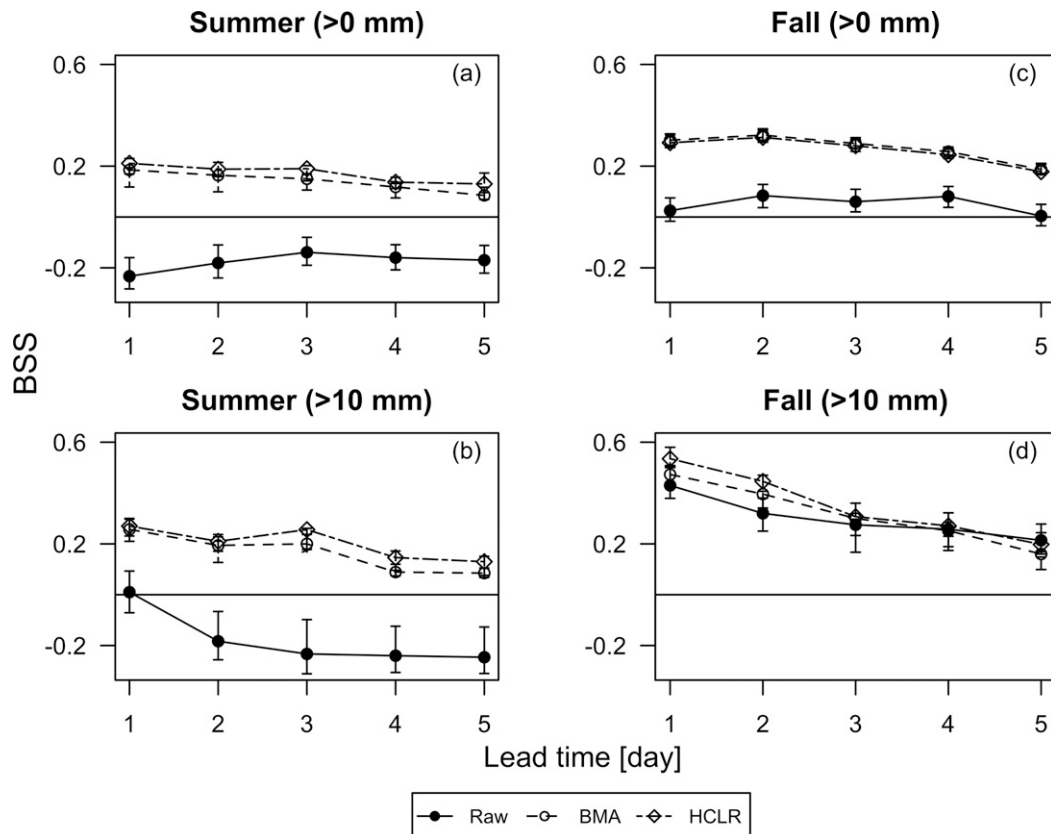 Summer (>0 mm)
Fall (>0 mm)
0.6
0.2
-0.2
(a)
1 2 3 4 5
0.6
0.2
-0.2
(c)
1 2 3 4 5
BSS
Summer (>10 mm)
Fall (>10 mm)
0.6
0.2
-0.2
(b)
1 2 3 4 5
0.6
0.2
-0.2
(d)
1 2 3 4 5
Lead time [day]
Raw BMA HCLR